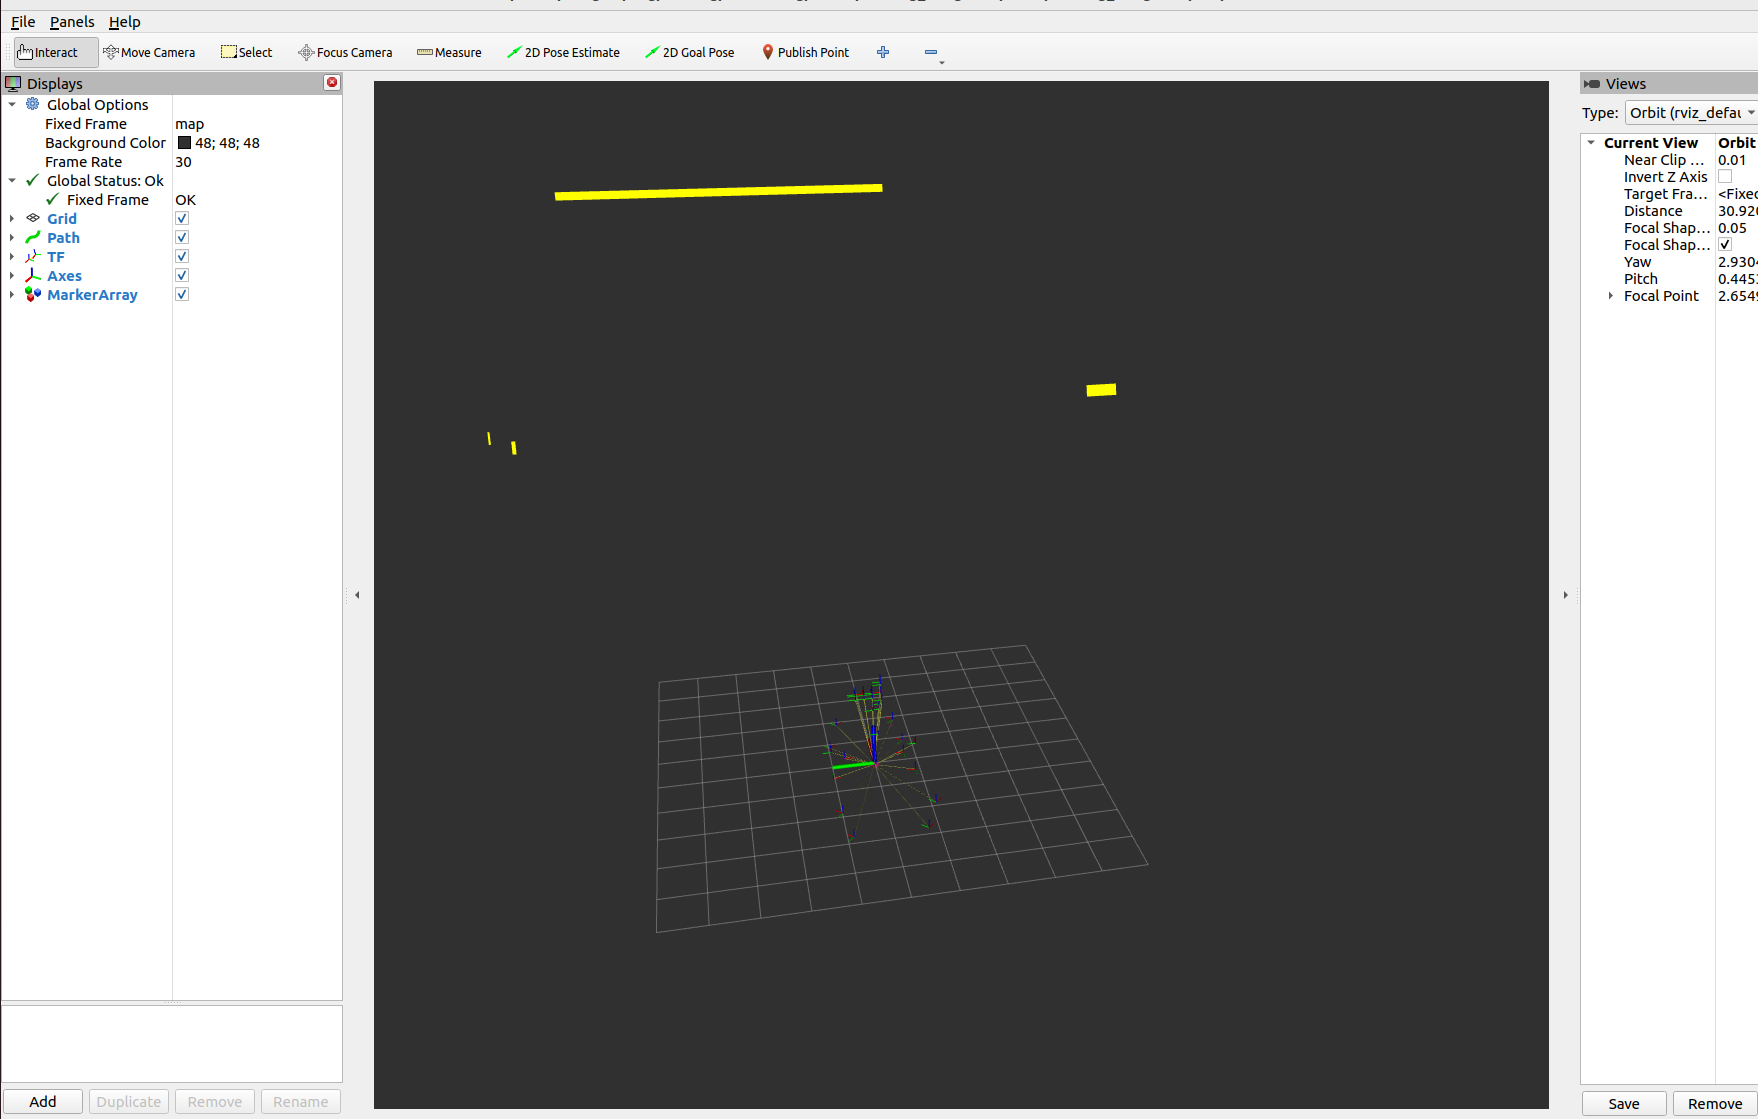 File Panels Help
Interact Move Camera Select Focus Camera Measure 2D Pose Estimate 2D Goal Pose Publish Point
Displays
Global Options
Fixed Frame map
Background Color 48; 48; 48
Frame Rate 30
Global Status: Ok
Fixed Frame OK
Grid
Path
TF
Axes
MarkerArray
Add Duplicate Remove Rename
Views
Type: Orbit (rviz_defau
Current View Orbit
Near Clip ... 0.01
Invert Z Axis
Target Fra... <Fixed
Distance 30.920
Focal Shap... 0.05
Focal Shap...
Yaw 2.9304
Pitch 0.4453
Focal Point 2.6549
Save Remove